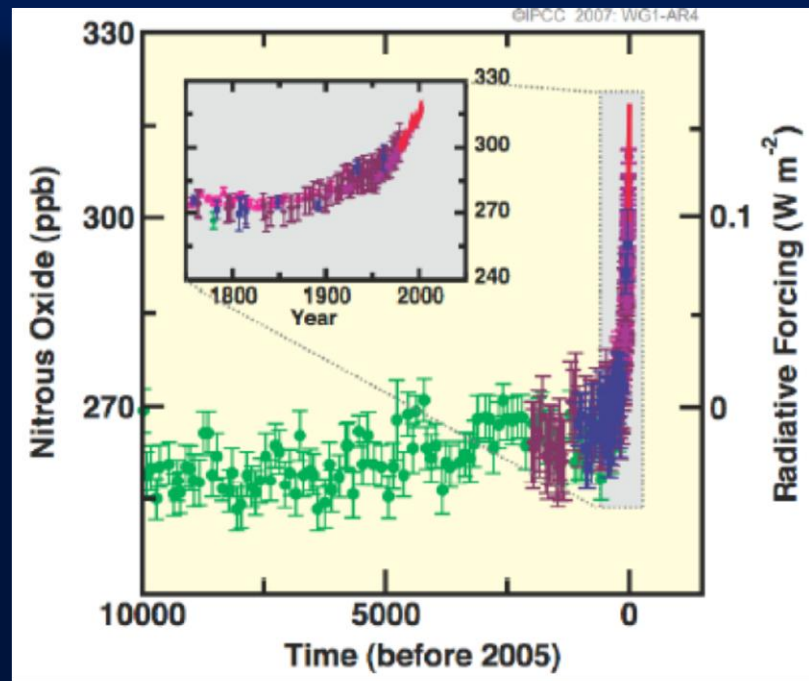 ©IPCC 2007: WG1-AR4
330
300
270
Nitrous Oxide (ppb)
330
300
270
240
1800 1900 2000
Year
0.1
0
Radiative Forcing (W m-2)
10000 5000 0
Time (before 2005)